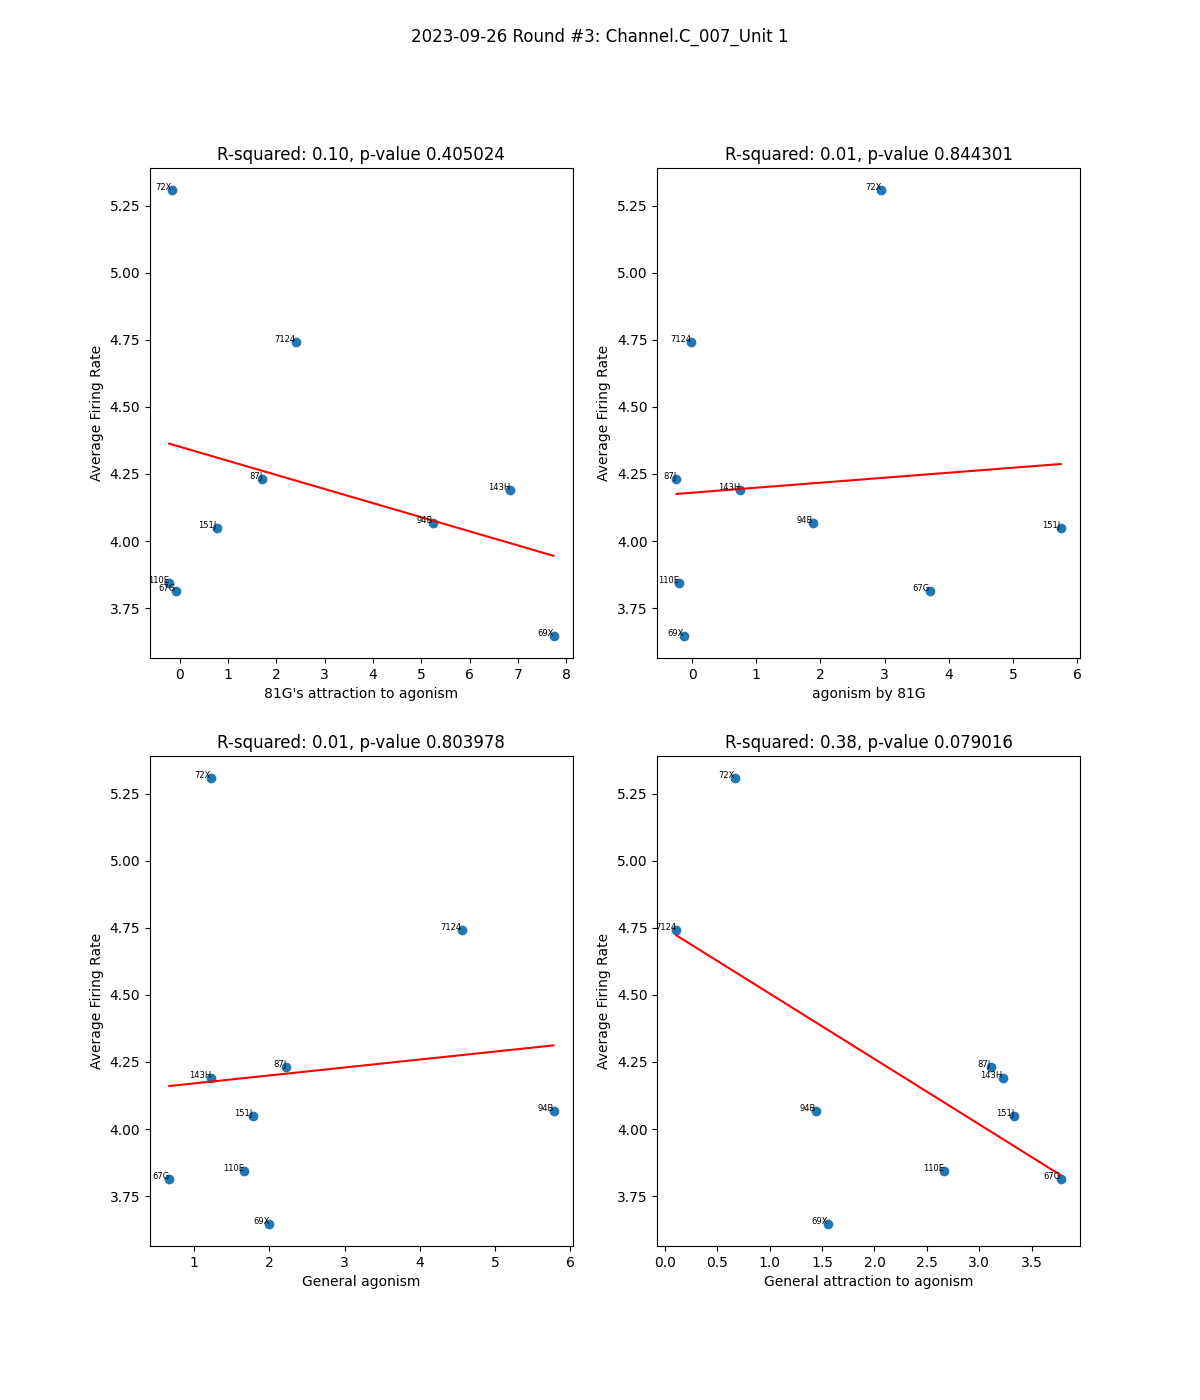 2023-09-26 Round #3: Channel.C_007_Unit 1
R-squared: 0.10, p-value 0.405024
72X
7124
87J
143H
94B
151J
110E
67G
69X
5.25
5.00
4.75
4.50
4.25
4.00
3.75
Average Firing Rate
0 1 2 3 4 5 6 7 8
81G's attraction to agonism
R-squared: 0.01, p-value 0.844301
72X
7124
87J
143H
94B
151J
110E
67G
69X
5.25
5.00
4.75
4.50
4.25
4.00
3.75
Average Firing Rate
0 1 2 3 4 5 6
agonism by 81G
R-squared: 0.01, p-value 0.803978
72X
7124
87J
143H
151J
94B
110E
67G
69X
5.25
5.00
4.75
4.50
4.25
4.00
3.75
Average Firing Rate
1 2 3 4 5 6
General agonism
R-squared: 0.38, p-value 0.079016
72X
7124
87J
143H
94B
151J
110E
67G
69X
5.25
5.00
4.75
4.50
4.25
4.00
3.75
Average Firing Rate
0.0 0.5 1.0 1.5 2.0 2.5 3.0 3.5
General attraction to agonism